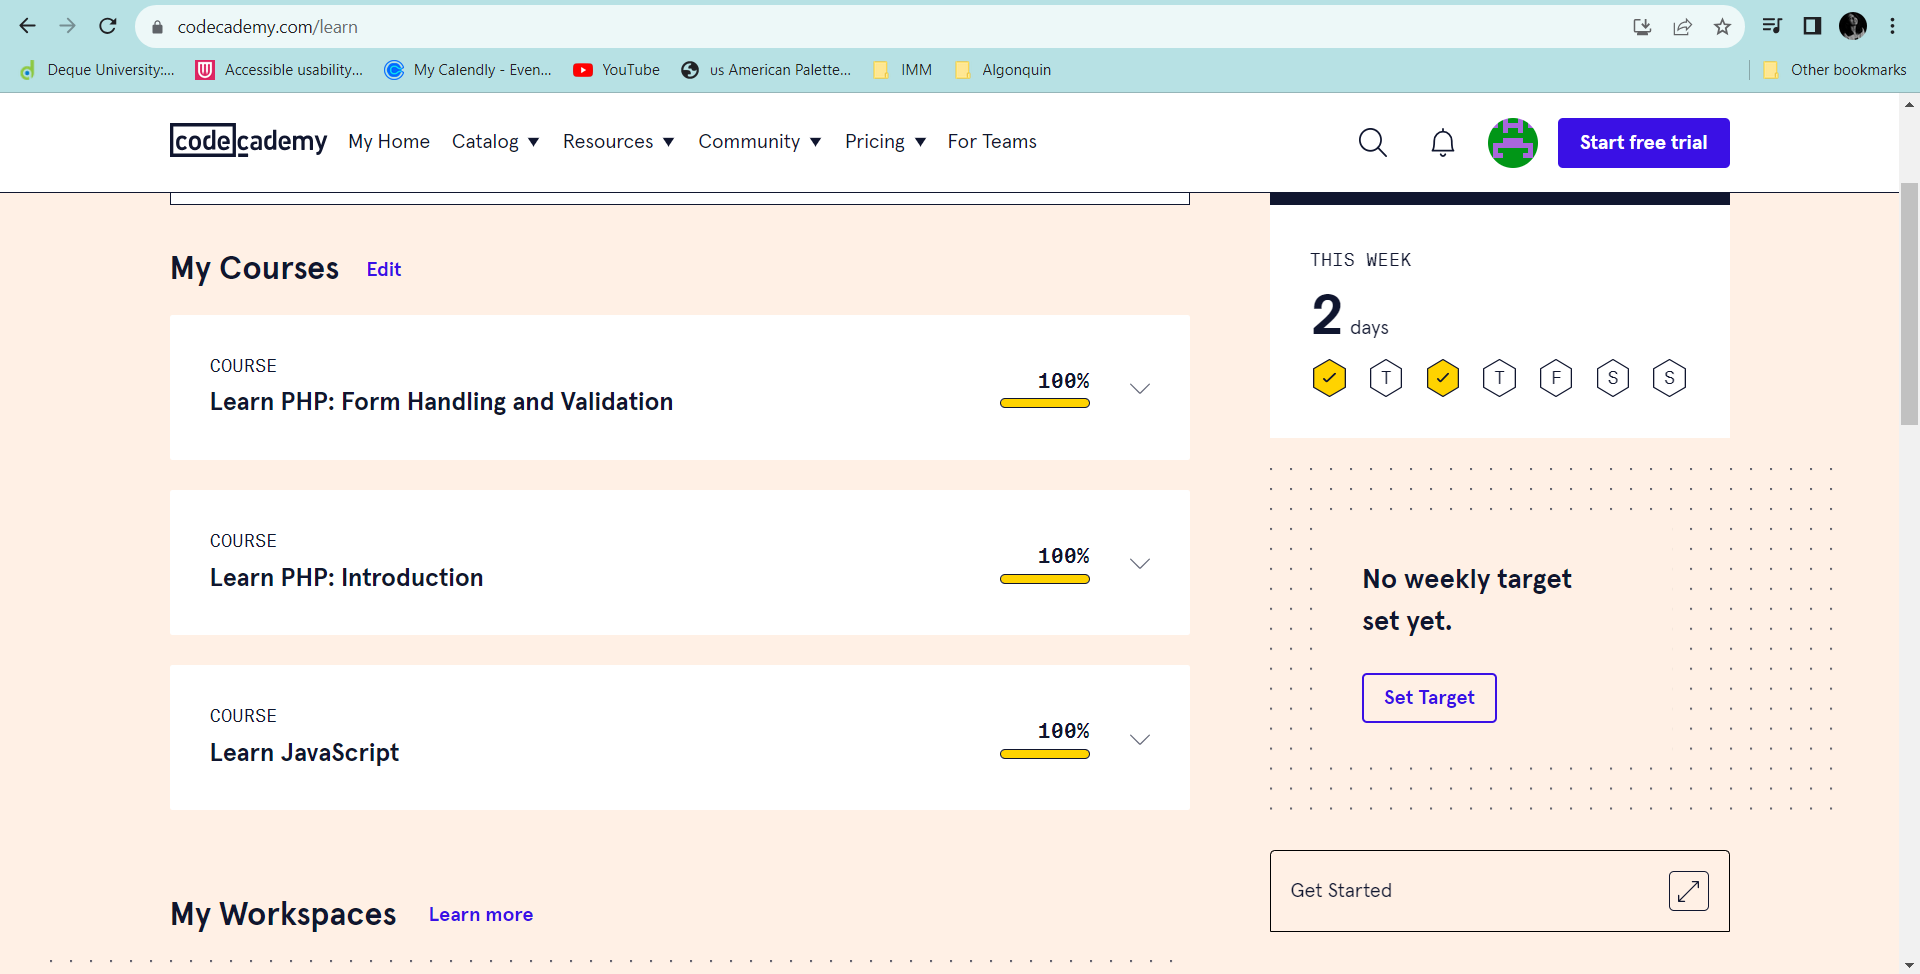 codecademy.com/learn
Deque University:... Accessible usability... My Calendly - Even... YouTube us American Palette... IMM Algonquin Other bookmarks
codecademy My Home Catalog Resources Community Pricing For Teams Start free trial
My Courses Edit
COURSE
Learn PHP: Form Handling and Validation
100%
COURSE
Learn PHP: Introduction
100%
COURSE
Learn JavaScript
100%
My Workspaces Learn more
THIS WEEK
2 days
T T F S S
No weekly target
set yet.
Set Target
Get Started